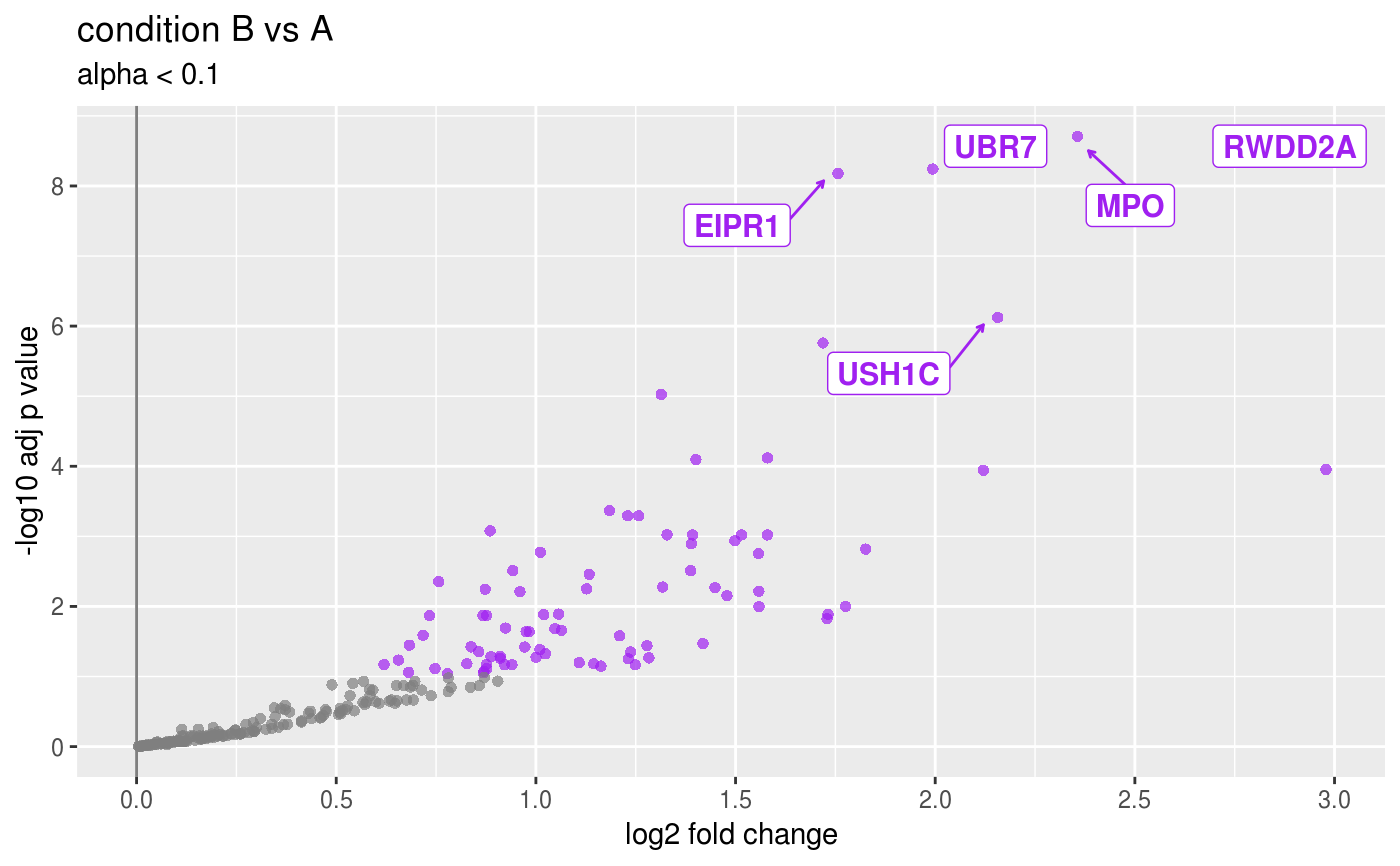 condition B vs A
alpha < 0.1
-log10 adj p value
8
6
4
2
0
UBR7
RWDD2A
MPO
EIPR1
USH1C
0.0
0.5
1.0
1.5
2.0
2.5
3.0
log2 fold change